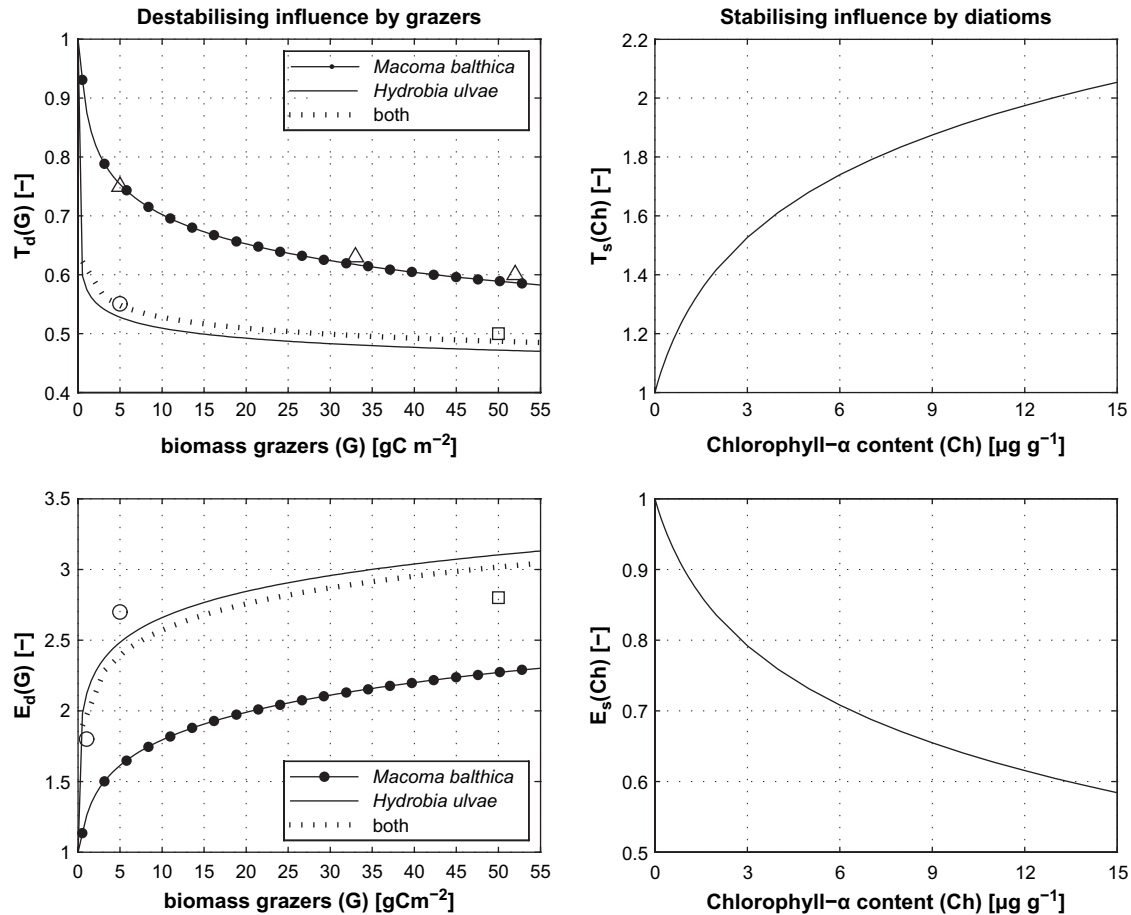 Destabilising influence by grazers
1
0.9
0.8
0.7
0.6
0.5
0.4
T_d(G) [−]
Macoma balthica
Hydrobia ulvae
both
0 5 10 15 20 25 30 35 40 45 50 55
biomass grazers (G) [gC m⁻²]
Stabilising influence by diatoms
2.2
2
1.8
1.6
1.4
1.2
1
T_s(Ch) [−]
0 3 6 9 12 15
Chlorophyll−α content (Ch) [µg g⁻¹]
3.5
3
2.5
2
1.5
1
E_d(G) [−]
Macoma balthica
Hydrobia ulvae
both
0 5 10 15 20 25 30 35 40 45 50 55
biomass grazers (G) [gCm⁻²]
1
0.9
0.8
0.7
0.6
0.5
E_s(Ch) [−]
0 3 6 9 12 15
Chlorophyll−α content (Ch) [µg g⁻¹]